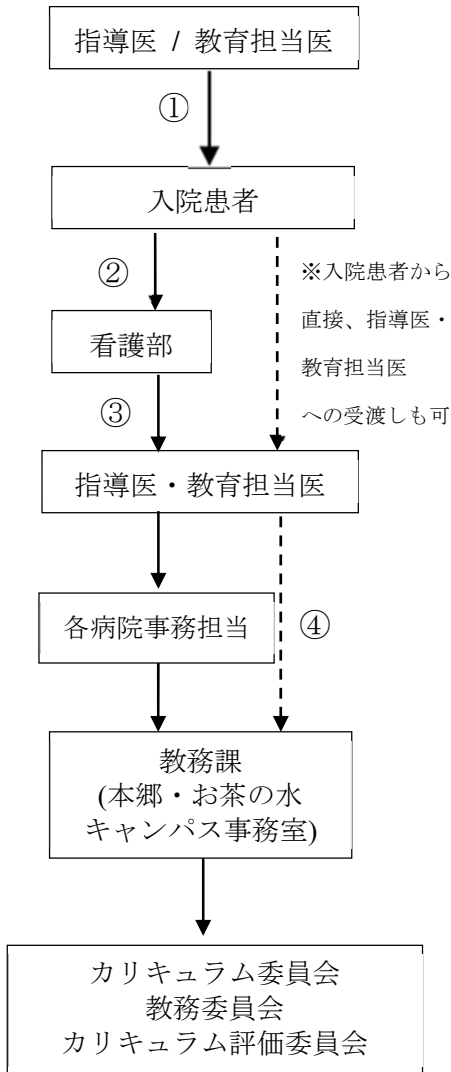 指導医 / 教育担当医
①
入院患者
②
※入院患者から
直接、指導医・
教育担当医
への受渡しも可
看護部
③
指導医・教育担当医
各病院事務担当
④
教務課
(本郷・お茶の水
キャンパス事務室)
カリキュラム委員会
教務委員会
カリキュラム評価委員会